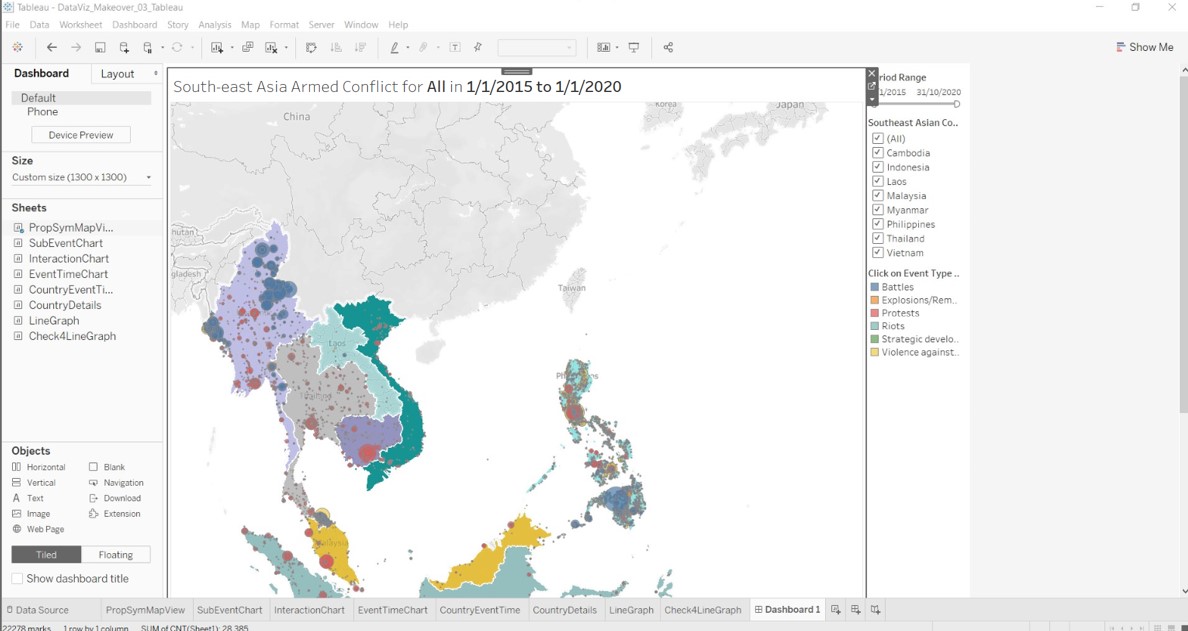 Tableau - DataViz_Makeover_03_Tableau
File Data Worksheet Dashboard Story Analysis Map Format Server Window Help
Show Me
Dashboard Layout
Default
Phone
Device Preview
Size
Custom size (1300 x 1300)
Sheets
PropSymMapVi...
SubEventChart
InteractionChart
EventTimeChart
CountryEventTi...
CountryDetails
LineGraph
Check4LineGraph
Objects
Horizontal Blank
Vertical Navigation
Text Download
Image Extension
Web Page
Tiled Floating
Show dashboard title
South-east Asia Armed Conflict for All in 1/1/2015 to 1/1/2020
China
Korea
Japan
hutan
gladesh
Taiwan
Laos
Thailand
Malaysia
riod Range
1/2015 31/10/2020
Southeast Asian Co..
(All)
Cambodia
Indonesia
Laos
Malaysia
Myanmar
Philippines
Thailand
Vietnam
Click on Event Type ..
Battles
Explosions/Rem..
Protests
Riots
Strategic develo..
Violence against..
Data Source PropSymMapView SubEventChart InteractionChart EventTimeChart CountryEventTime CountryDetails LineGraph Check4LineGraph Dashboard 1
22278 marks 1 row by 1 column SUM of CNT(Sheet1): 28,385